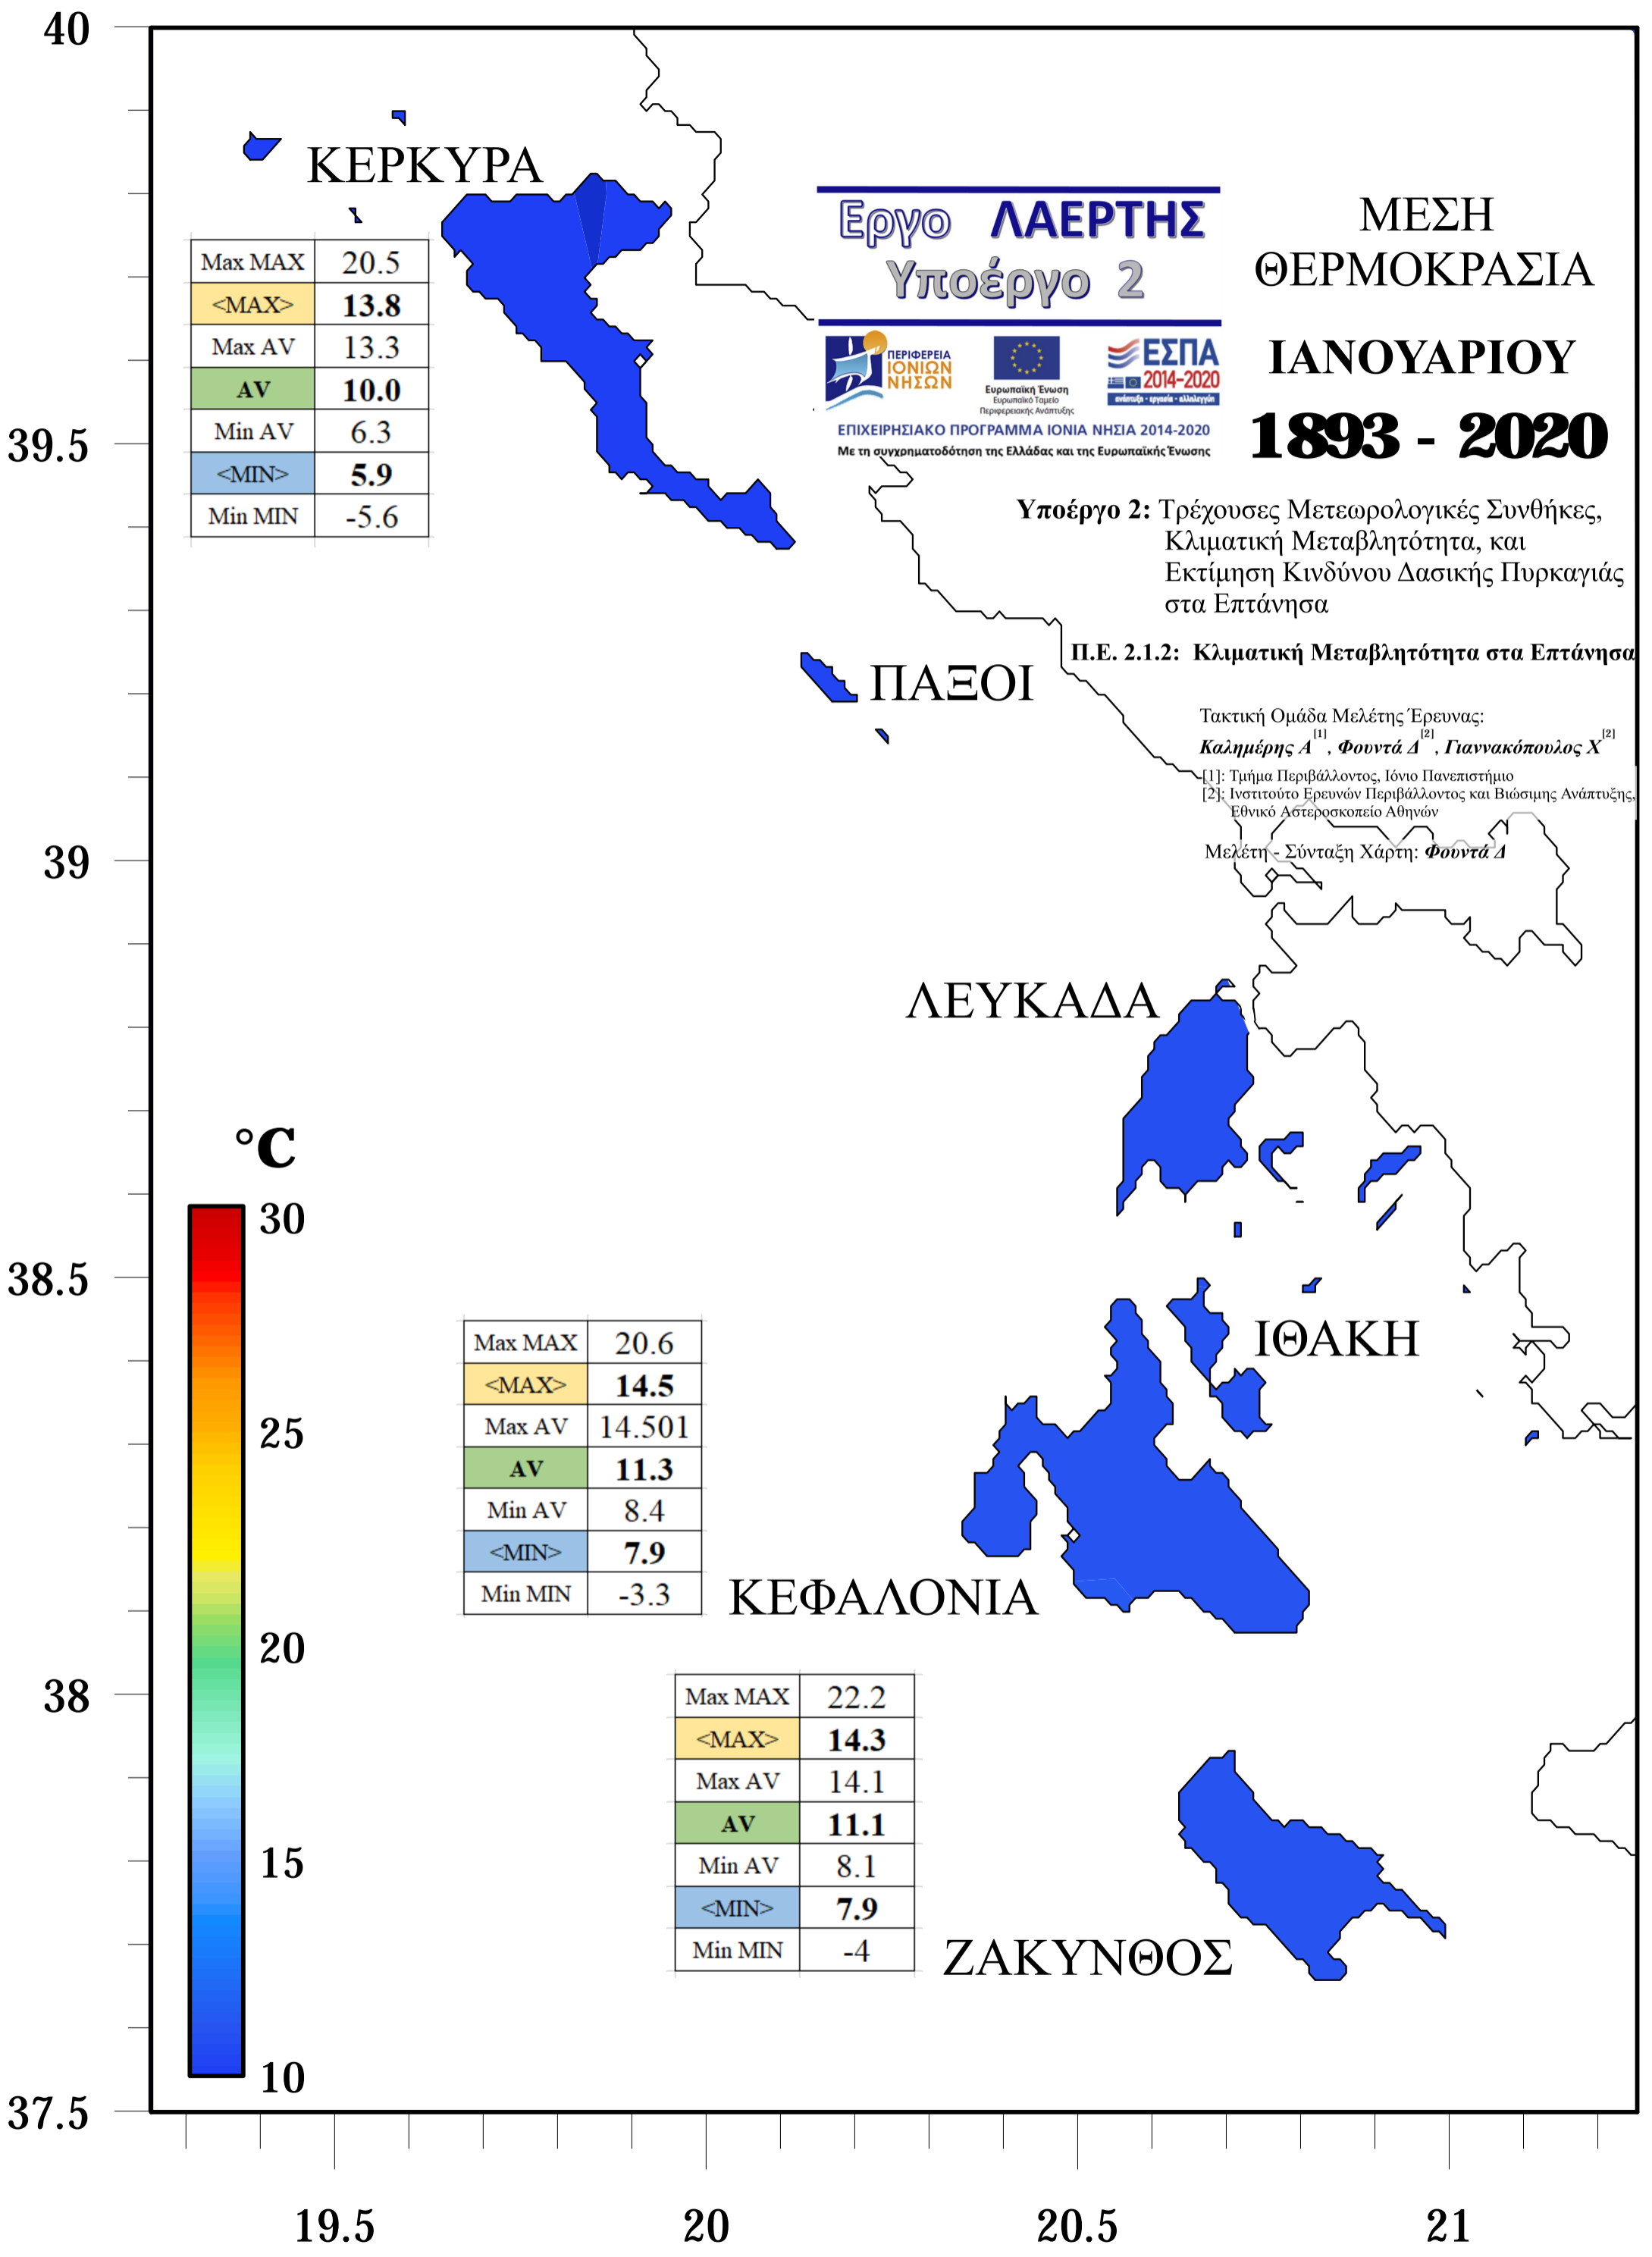 40
39.5
39
38.5
38
37.5
19.5
20
20.5
21
ΚΕΡΚΥΡΑ
Max MAX 20.5
<MAX> 13.8
Max AV 13.3
AV 10.0
Min AV 6.3
<MIN> 5.9
Min MIN -5.6
Εργο ΛΑΕΡΤΗΣ
Υποέργο 2
ΠΕΡΙΦΕΡΕΙΑ
ΙΟΝΙΩΝ
ΝΗΣΩΝ
Ευρωπαϊκή Ένωση
Ευρωπαϊκό Ταμείο
Περιφερειακής Ανάπτυξης
ΕΣΠΑ
2014-2020
ανάπτυξη - εργασία - αλληλεγγύη
ΕΠΙΧΕΙΡΗΣΙΑΚΟ ΠΡΟΓΡΑΜΜΑ ΙΟΝΙΑ ΝΗΣΙΑ 2014-2020
Με τη συγχρηματοδότηση της Ελλάδας και της Ευρωπαϊκής Ένωσης
ΜΕΣΗ
ΘΕΡΜΟΚΡΑΣΙΑ
ΙΑΝΟΥΑΡΙΟΥ
1893 - 2020
Υποέργο 2: Τρέχουσες Μετεωρολογικές Συνθήκες,
Κλιματική Μεταβλητότητα, και
Εκτίμηση Κινδύνου Δασικής Πυρκαγιάς
στα Επτάνησα
Π.Ε. 2.1.2: Κλιματική Μεταβλητότητα στα Επτάνησα
Τακτική Ομάδα Μελέτης Έρευνας:
Καλημέρης Α[1], Φουντά Δ[2], Γιαννακόπουλος Χ[2]
[1]: Τμήμα Περιβάλλοντος, Ιόνιο Πανεπιστήμιο
[2]: Ινστιτούτο Ερευνών Περιβάλλοντος και Βιώσιμης Ανάπτυξης,
Εθνικό Αστεροσκοπείο Αθηνών
Μελέτη - Σύνταξη Χάρτη: Φουντά Δ
ΠΑΞΟΙ
ΛΕΥΚΑΔΑ
ΙΘΑΚΗ
°C
30
25
20
15
10
Max MAX 20.6
<MAX> 14.5
Max AV 14.501
AV 11.3
Min AV 8.4
<MIN> 7.9
Min MIN -3.3
ΚΕΦΑΛΟΝΙΑ
Max MAX 22.2
<MAX> 14.3
Max AV 14.1
AV 11.1
Min AV 8.1
<MIN> 7.9
Min MIN -4
ΖΑΚΥΝΘΟΣ